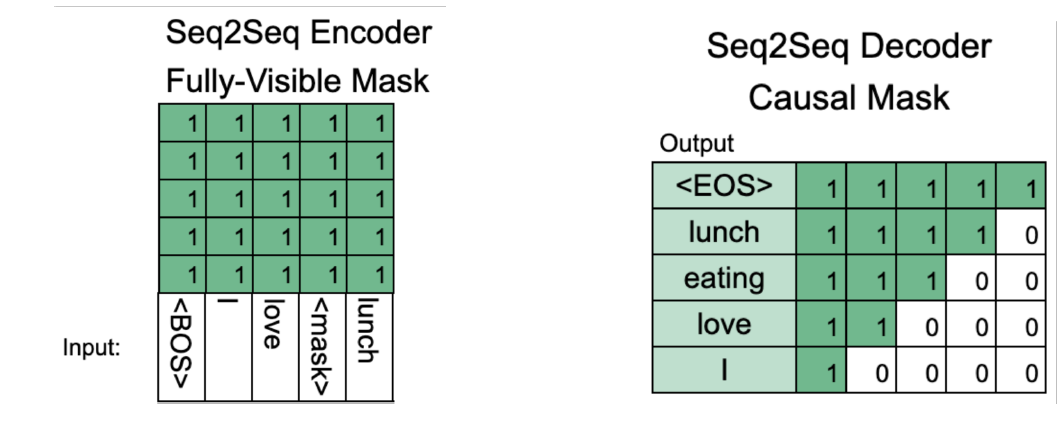 Seq2Seq Encoder
Fully-Visible Mask
1 1 1 1 1
1 1 1 1 1
1 1 1 1 1
1 1 1 1 1
1 1 1 1 1
Input: <BOS> I love <mask> lunch
Seq2Seq Decoder
Causal Mask
Output
<EOS> 1 1 1 1 1
lunch 1 1 1 1 0
eating 1 1 1 0 0
love 1 1 0 0 0
I 1 0 0 0 0